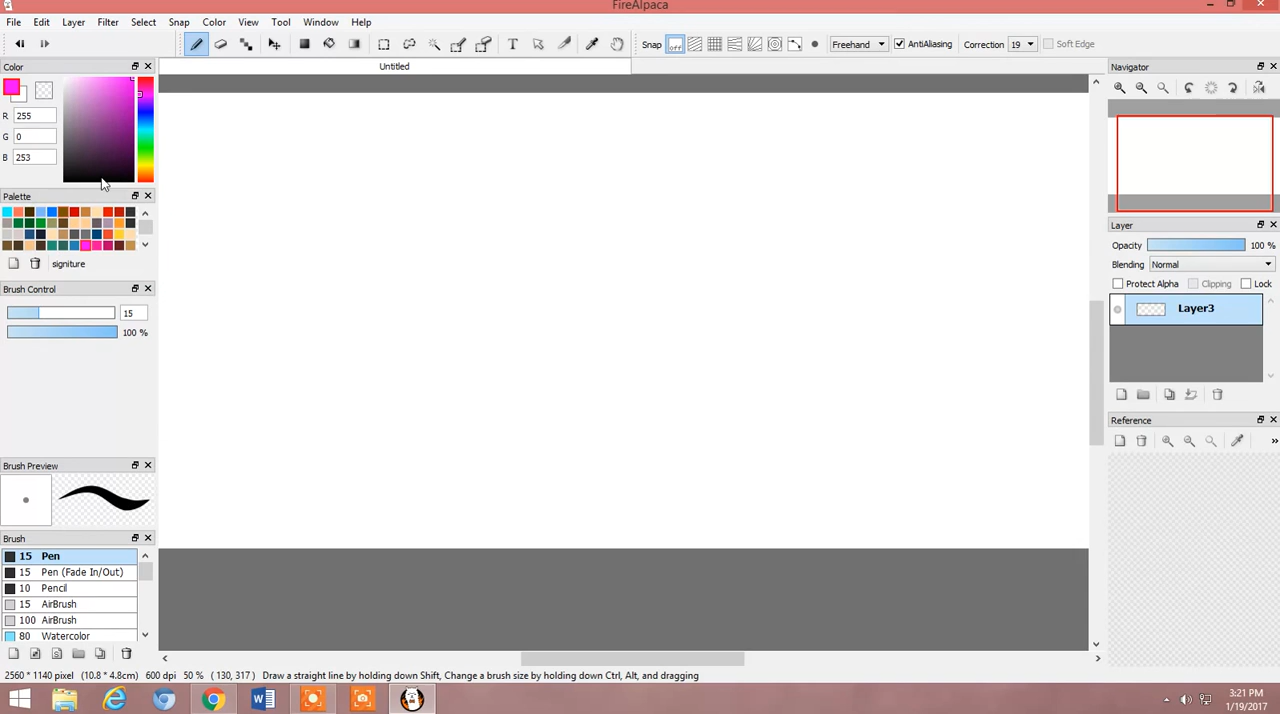 FireAlpaca
File Edit Layer Filter Select Snap Color View Tool Window Help
Snap off Freehand AntiAliasing Correction 19 Soft Edge
Color
Untitled
Navigator
R 255
G 0
B 253
Palette
signiture
Brush Control
15
100 %
Brush Preview
Brush
15 Pen
15 Pen (Fade In/Out)
10 Pencil
15 AirBrush
100 AirBrush
80 Watercolor
Layer
Opacity 100 %
Blending Normal
Protect Alpha Clipping Lock
Layer3
Reference
»
2560 * 1140 pixel (10.8 * 4.8cm) 600 dpi 50 % ( 130, 317) Draw a straight line by holding down Shift, Change a brush size by holding down Ctrl, Alt, and dragging
3:21 PM
1/19/2017